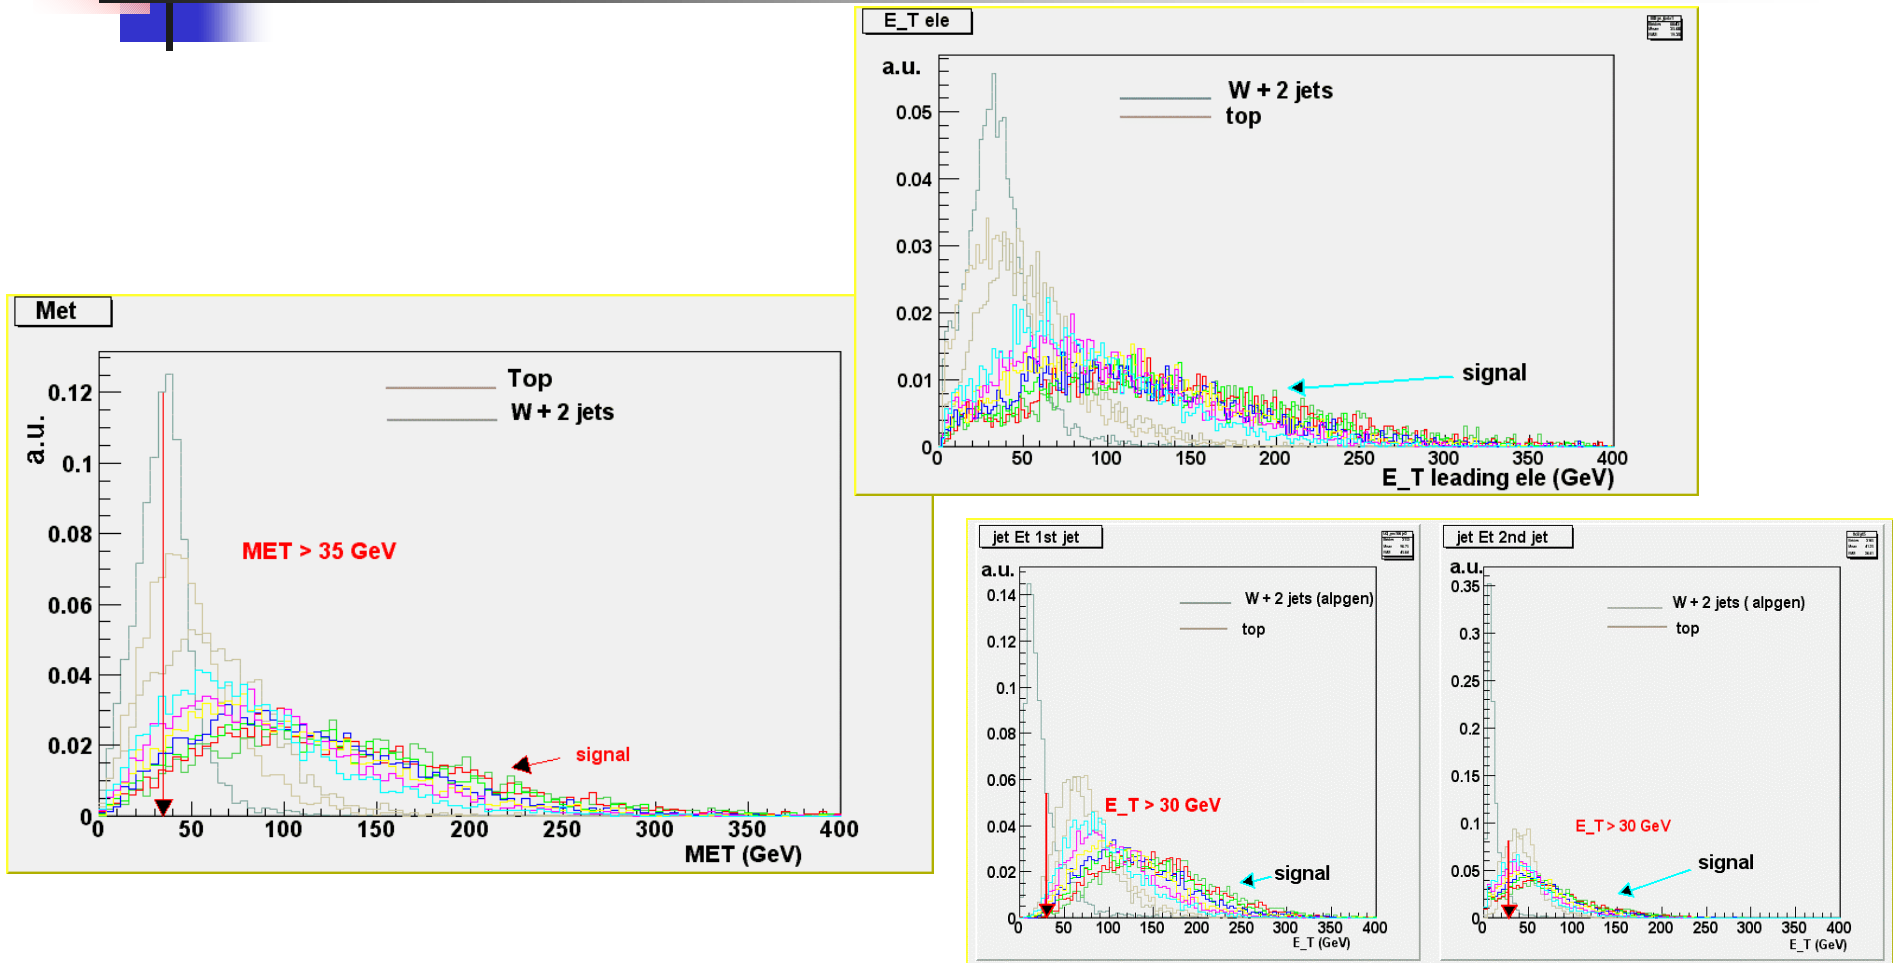 E_T ele
a.u.
W + 2 jets
top
0.05
0.04
0.03
0.02
0.01
0
signal
0 50 100 150 200 250 300 350 400
E_T leading ele (GeV)
Met
a.u.
Top
W + 2 jets
0.12
0.1
0.08
0.06
0.04
0.02
0
MET > 35 GeV
signal
0 50 100 150 200 250 300 350 400
MET (GeV)
jet Et 1st jet
a.u.
W + 2 jets (alpgen)
top
0.14
0.12
0.1
0.08
0.06
0.04
0.02
0
E_T > 30 GeV
signal
0 50 100 150 200 250 300 350 400
E_T (GeV)
jet Et 2nd jet
a.u.
W + 2 jets ( alpgen)
top
0.35
0.3
0.25
0.2
0.15
0.1
0.05
0
E_T > 30 GeV
signal
0 50 100 150 200 250 300 350 400
E_T (GeV)